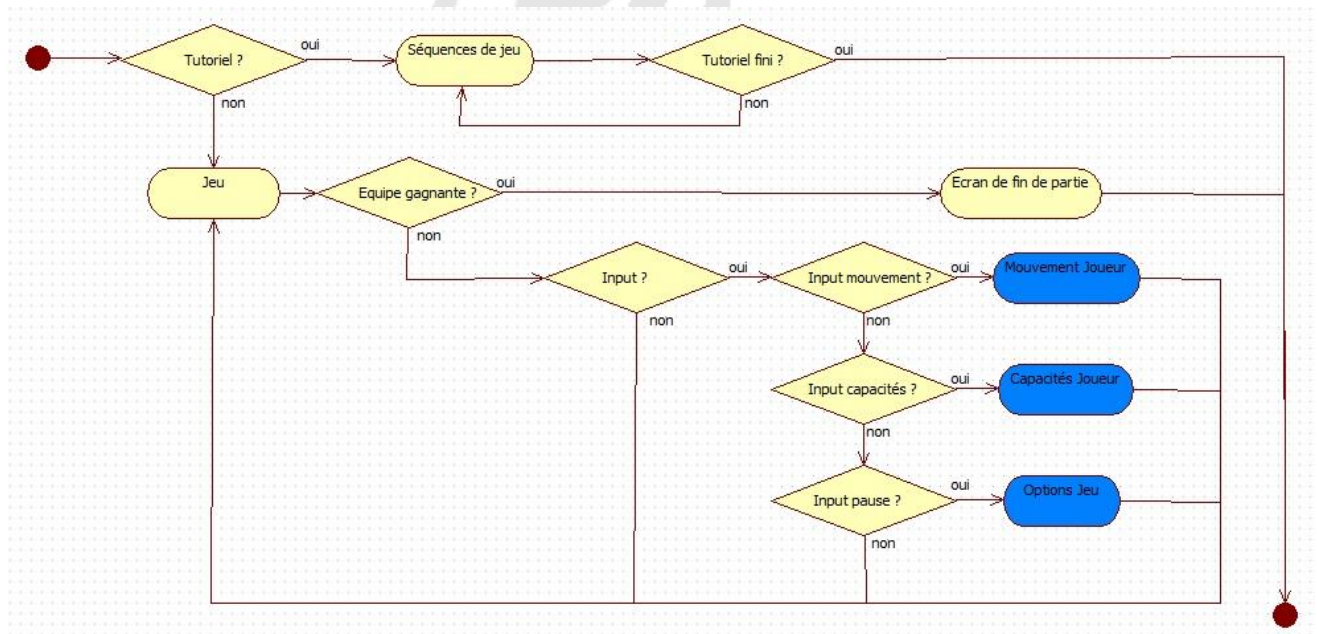 Tutoriel ?
oui
Séquences de jeu
Tutoriel fini ?
oui
non
non
Jeu
Equipe gagnante ?
oui
Ecran de fin de partie
non
Input ?
oui
Input mouvement ?
oui
Mouvement Joueur
non
non
Input capacités ?
oui
Capacités Joueur
non
Input pause ?
oui
Options Jeu
non